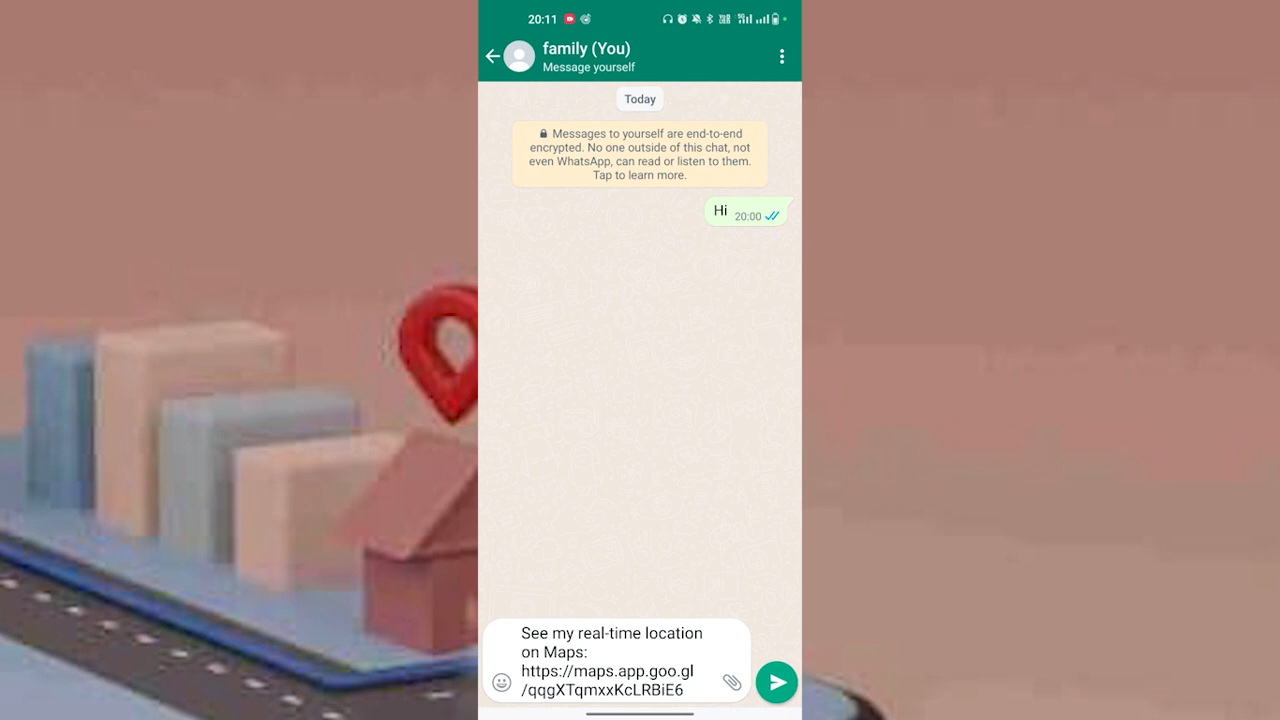 20:11
family (You)
Message yourself
Today
Messages to yourself are end-to-end
encrypted. No one outside of this chat, not
even WhatsApp, can read or listen to them.
Tap to learn more.
Hi 20:00
See my real-time location
on Maps:
https://maps.app.goo.gl
/qqgXTqmxxKcLRBiE6